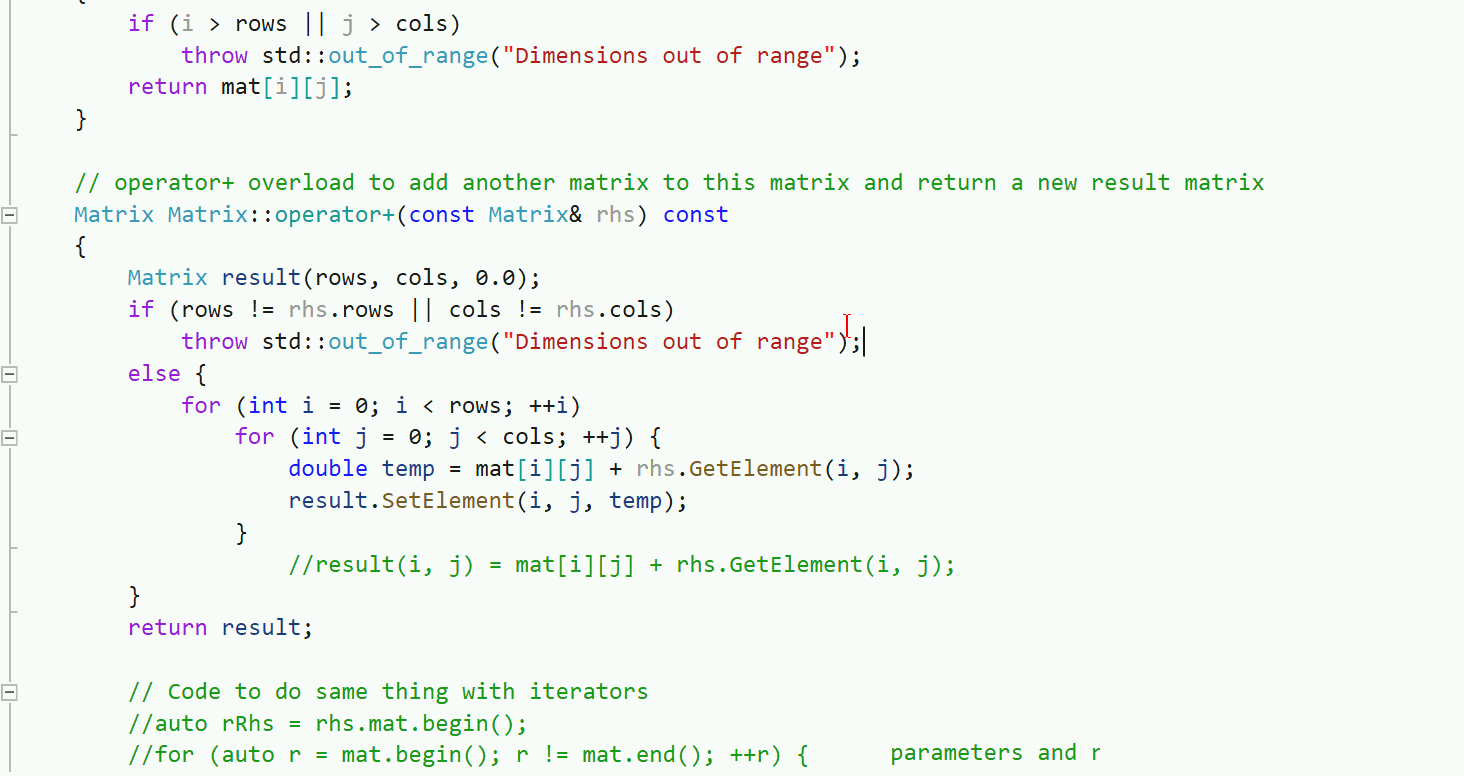 if (i > rows || j > cols)
throw std::out_of_range("Dimensions out of range");
return mat[i][j];
}
// operator+ overload to add another matrix to this matrix and return a new result matrix
Matrix Matrix::operator+(const Matrix& rhs) const
{
Matrix result(rows, cols, 0.0);
if (rows != rhs.rows || cols != rhs.cols)
throw std::out_of_range("Dimensions out of range");
else {
for (int i = 0; i < rows; ++i)
for (int j = 0; j < cols; ++j) {
double temp = mat[i][j] + rhs.GetElement(i, j);
result.SetElement(i, j, temp);
}
//result(i, j) = mat[i][j] + rhs.GetElement(i, j);
}
return result;
// Code to do same thing with iterators
//auto rRhs = rhs.mat.begin();
//for (auto r = mat.begin(); r != mat.end(); ++r) { parameters and r